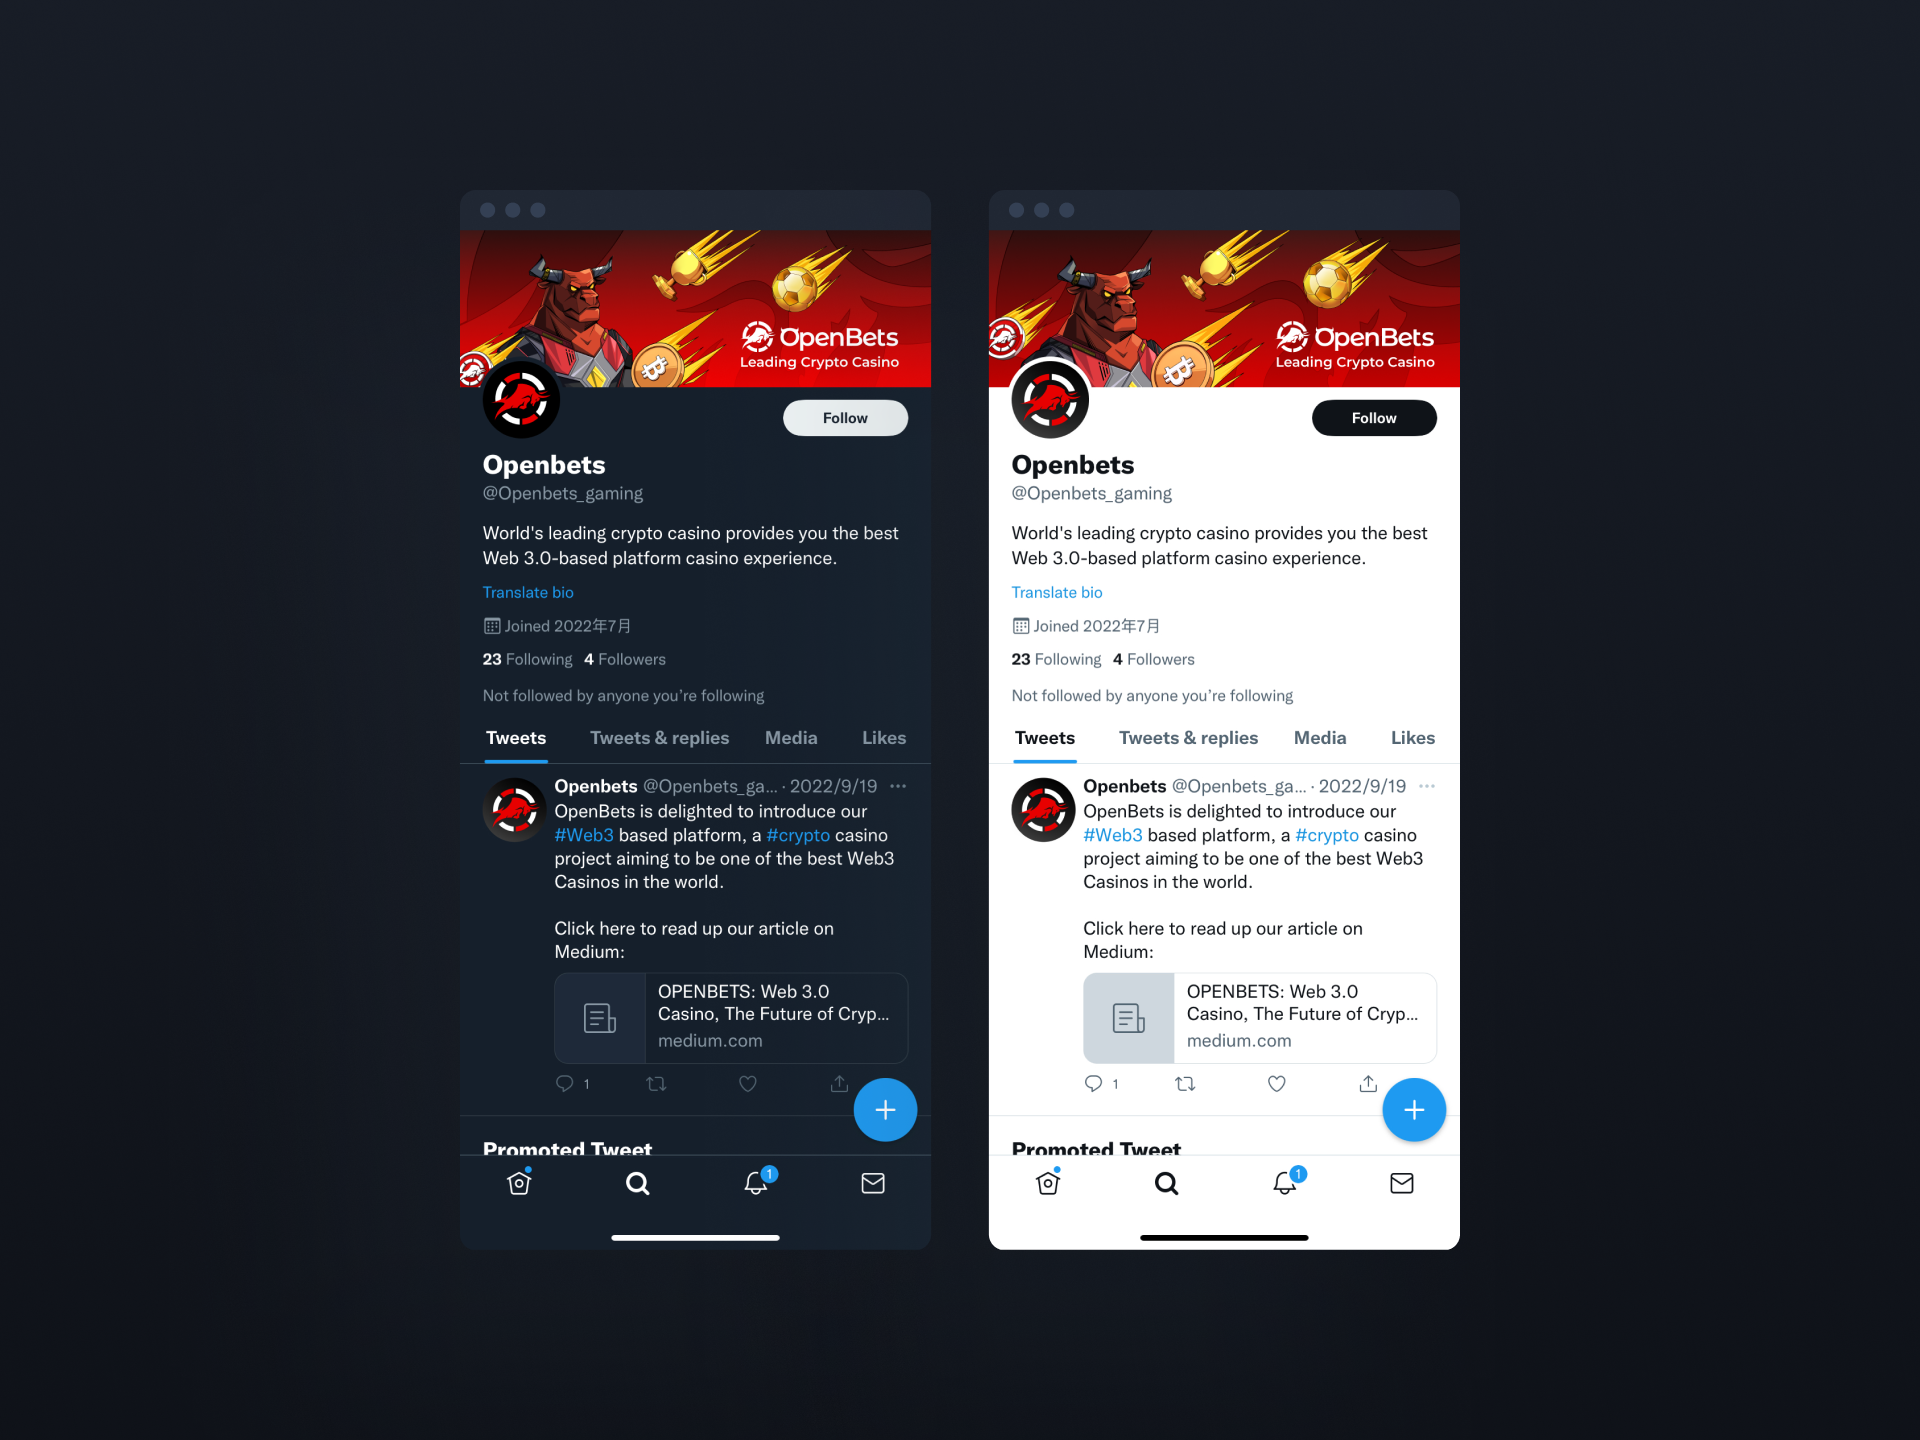 OpenBets
Leading Crypto Casino
Follow
Openbets
@Openbets_gaming
World's leading crypto casino provides you the best
Web 3.0-based platform casino experience.
Translate bio
Joined 2022年7月
23 Following 4 Followers
Not followed by anyone you're following
Tweets Tweets & replies Media Likes
Openbets @Openbets_ga... · 2022/9/19 ···
OpenBets is delighted to introduce our
#Web3 based platform, a #crypto casino
project aiming to be one of the best Web3
Casinos in the world.
Click here to read up our article on
Medium:
OPENBETS: Web 3.0
Casino, The Future of Cryp...
medium.com
1
Promoted Tweet
1
OpenBets
Leading Crypto Casino
Follow
Openbets
@Openbets_gaming
World's leading crypto casino provides you the best
Web 3.0-based platform casino experience.
Translate bio
Joined 2022年7月
23 Following 4 Followers
Not followed by anyone you're following
Tweets Tweets & replies Media Likes
Openbets @Openbets_ga... · 2022/9/19 ···
OpenBets is delighted to introduce our
#Web3 based platform, a #crypto casino
project aiming to be one of the best Web3
Casinos in the world.
Click here to read up our article on
Medium:
OPENBETS: Web 3.0
Casino, The Future of Cryp...
medium.com
1
Promoted Tweet
1